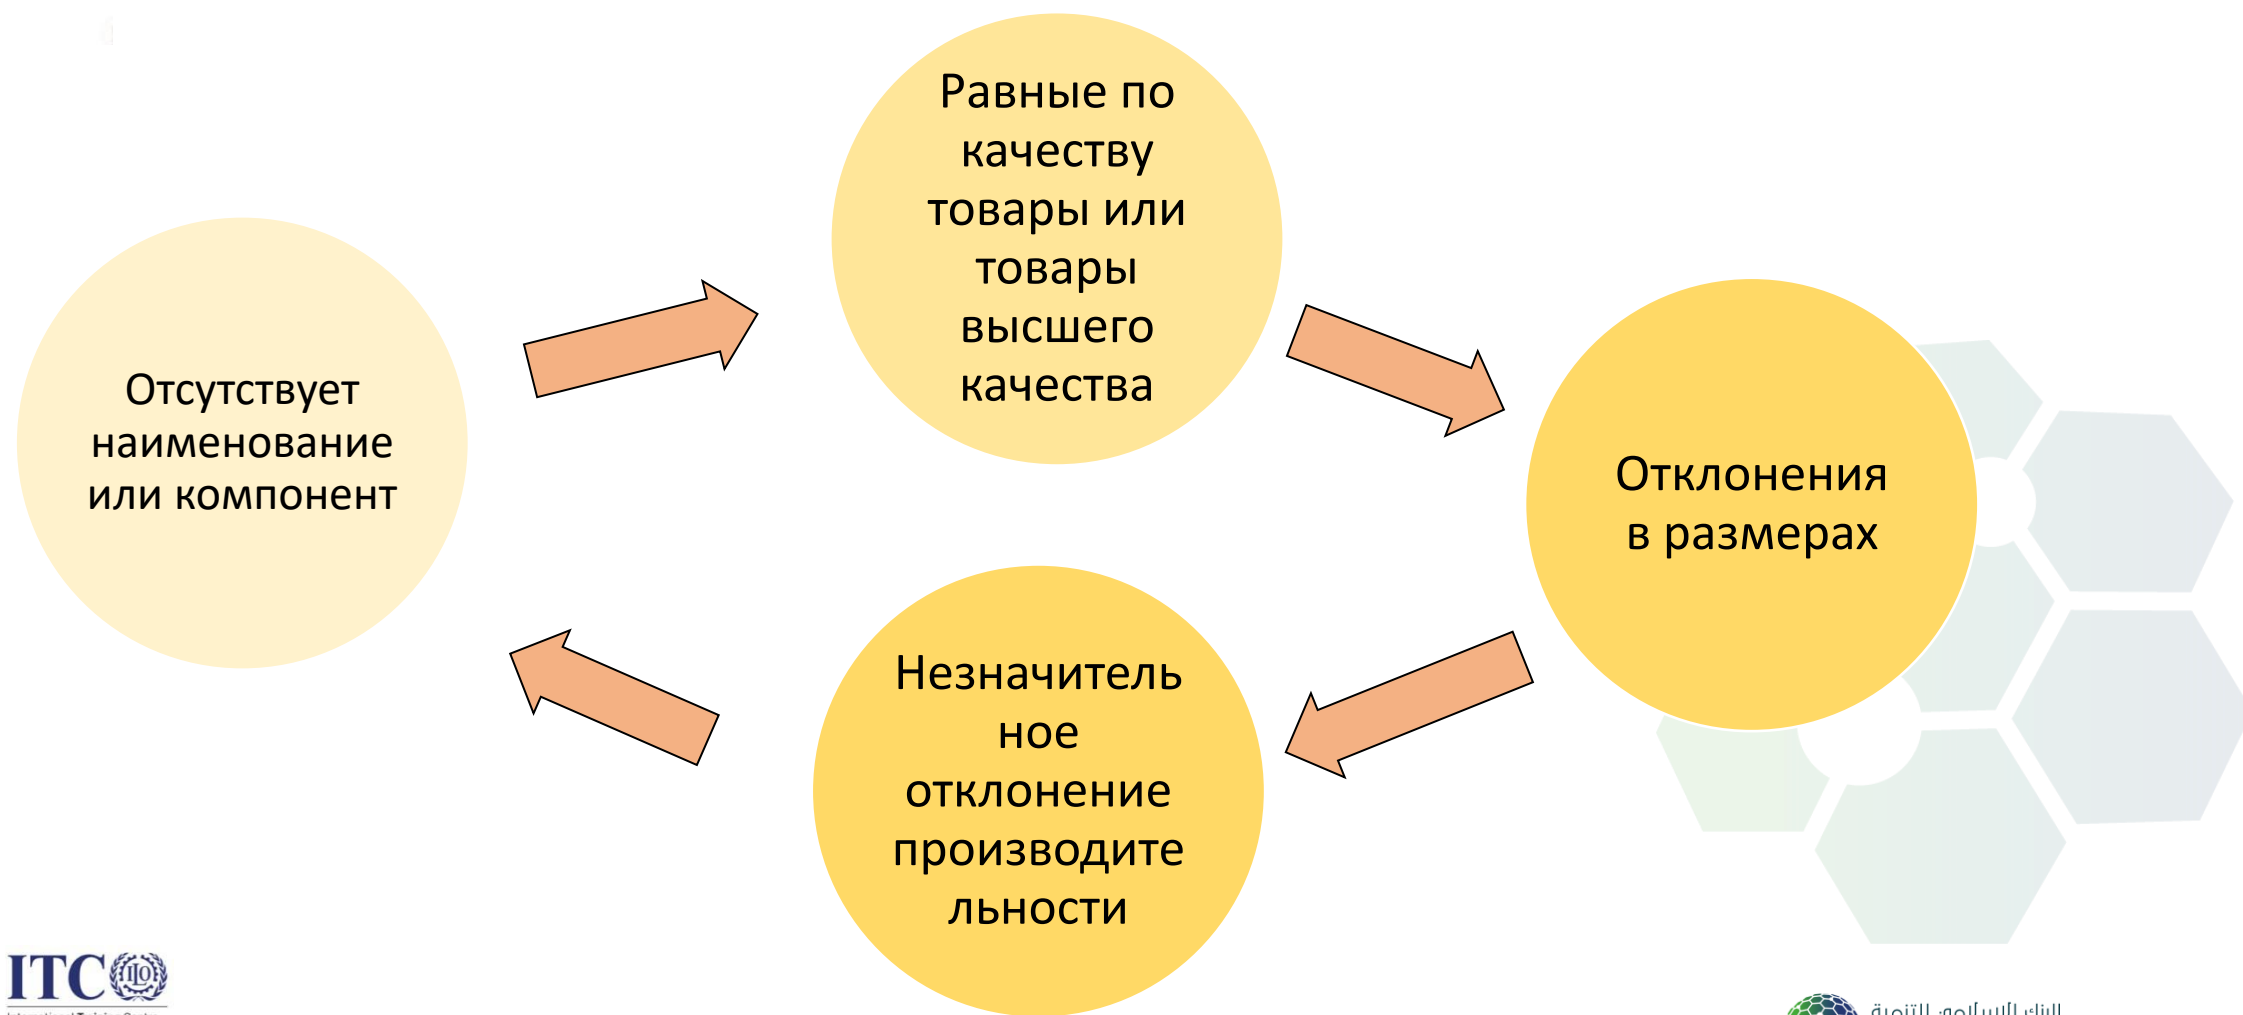 Равные по
качеству
товары или
товары
высшего
качества
Отсутствует
наименование
или компонент
Отклонения
в размерах
Незначитель
ное
отклонение
производите
льности
ITC
ILO